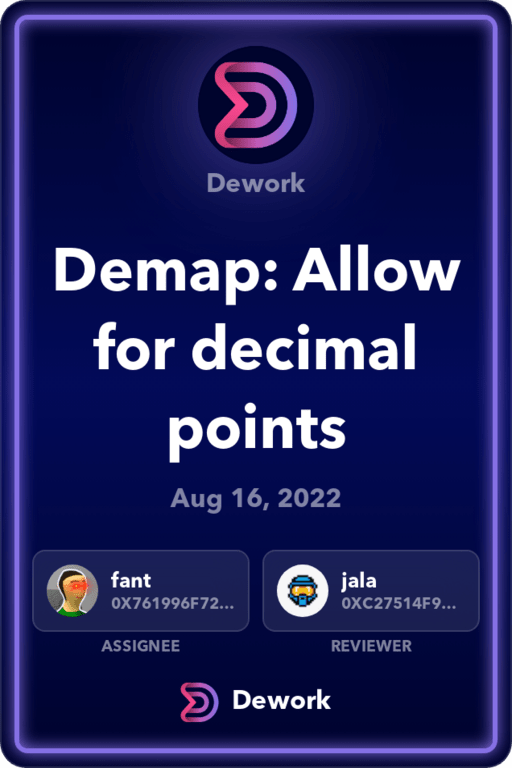 Dework
Demap: Allow
for decimal
points
Aug 16, 2022
fant
0X761996F72...
jala
0XC27514F9...
ASSIGNEE
REVIEWER
Dework